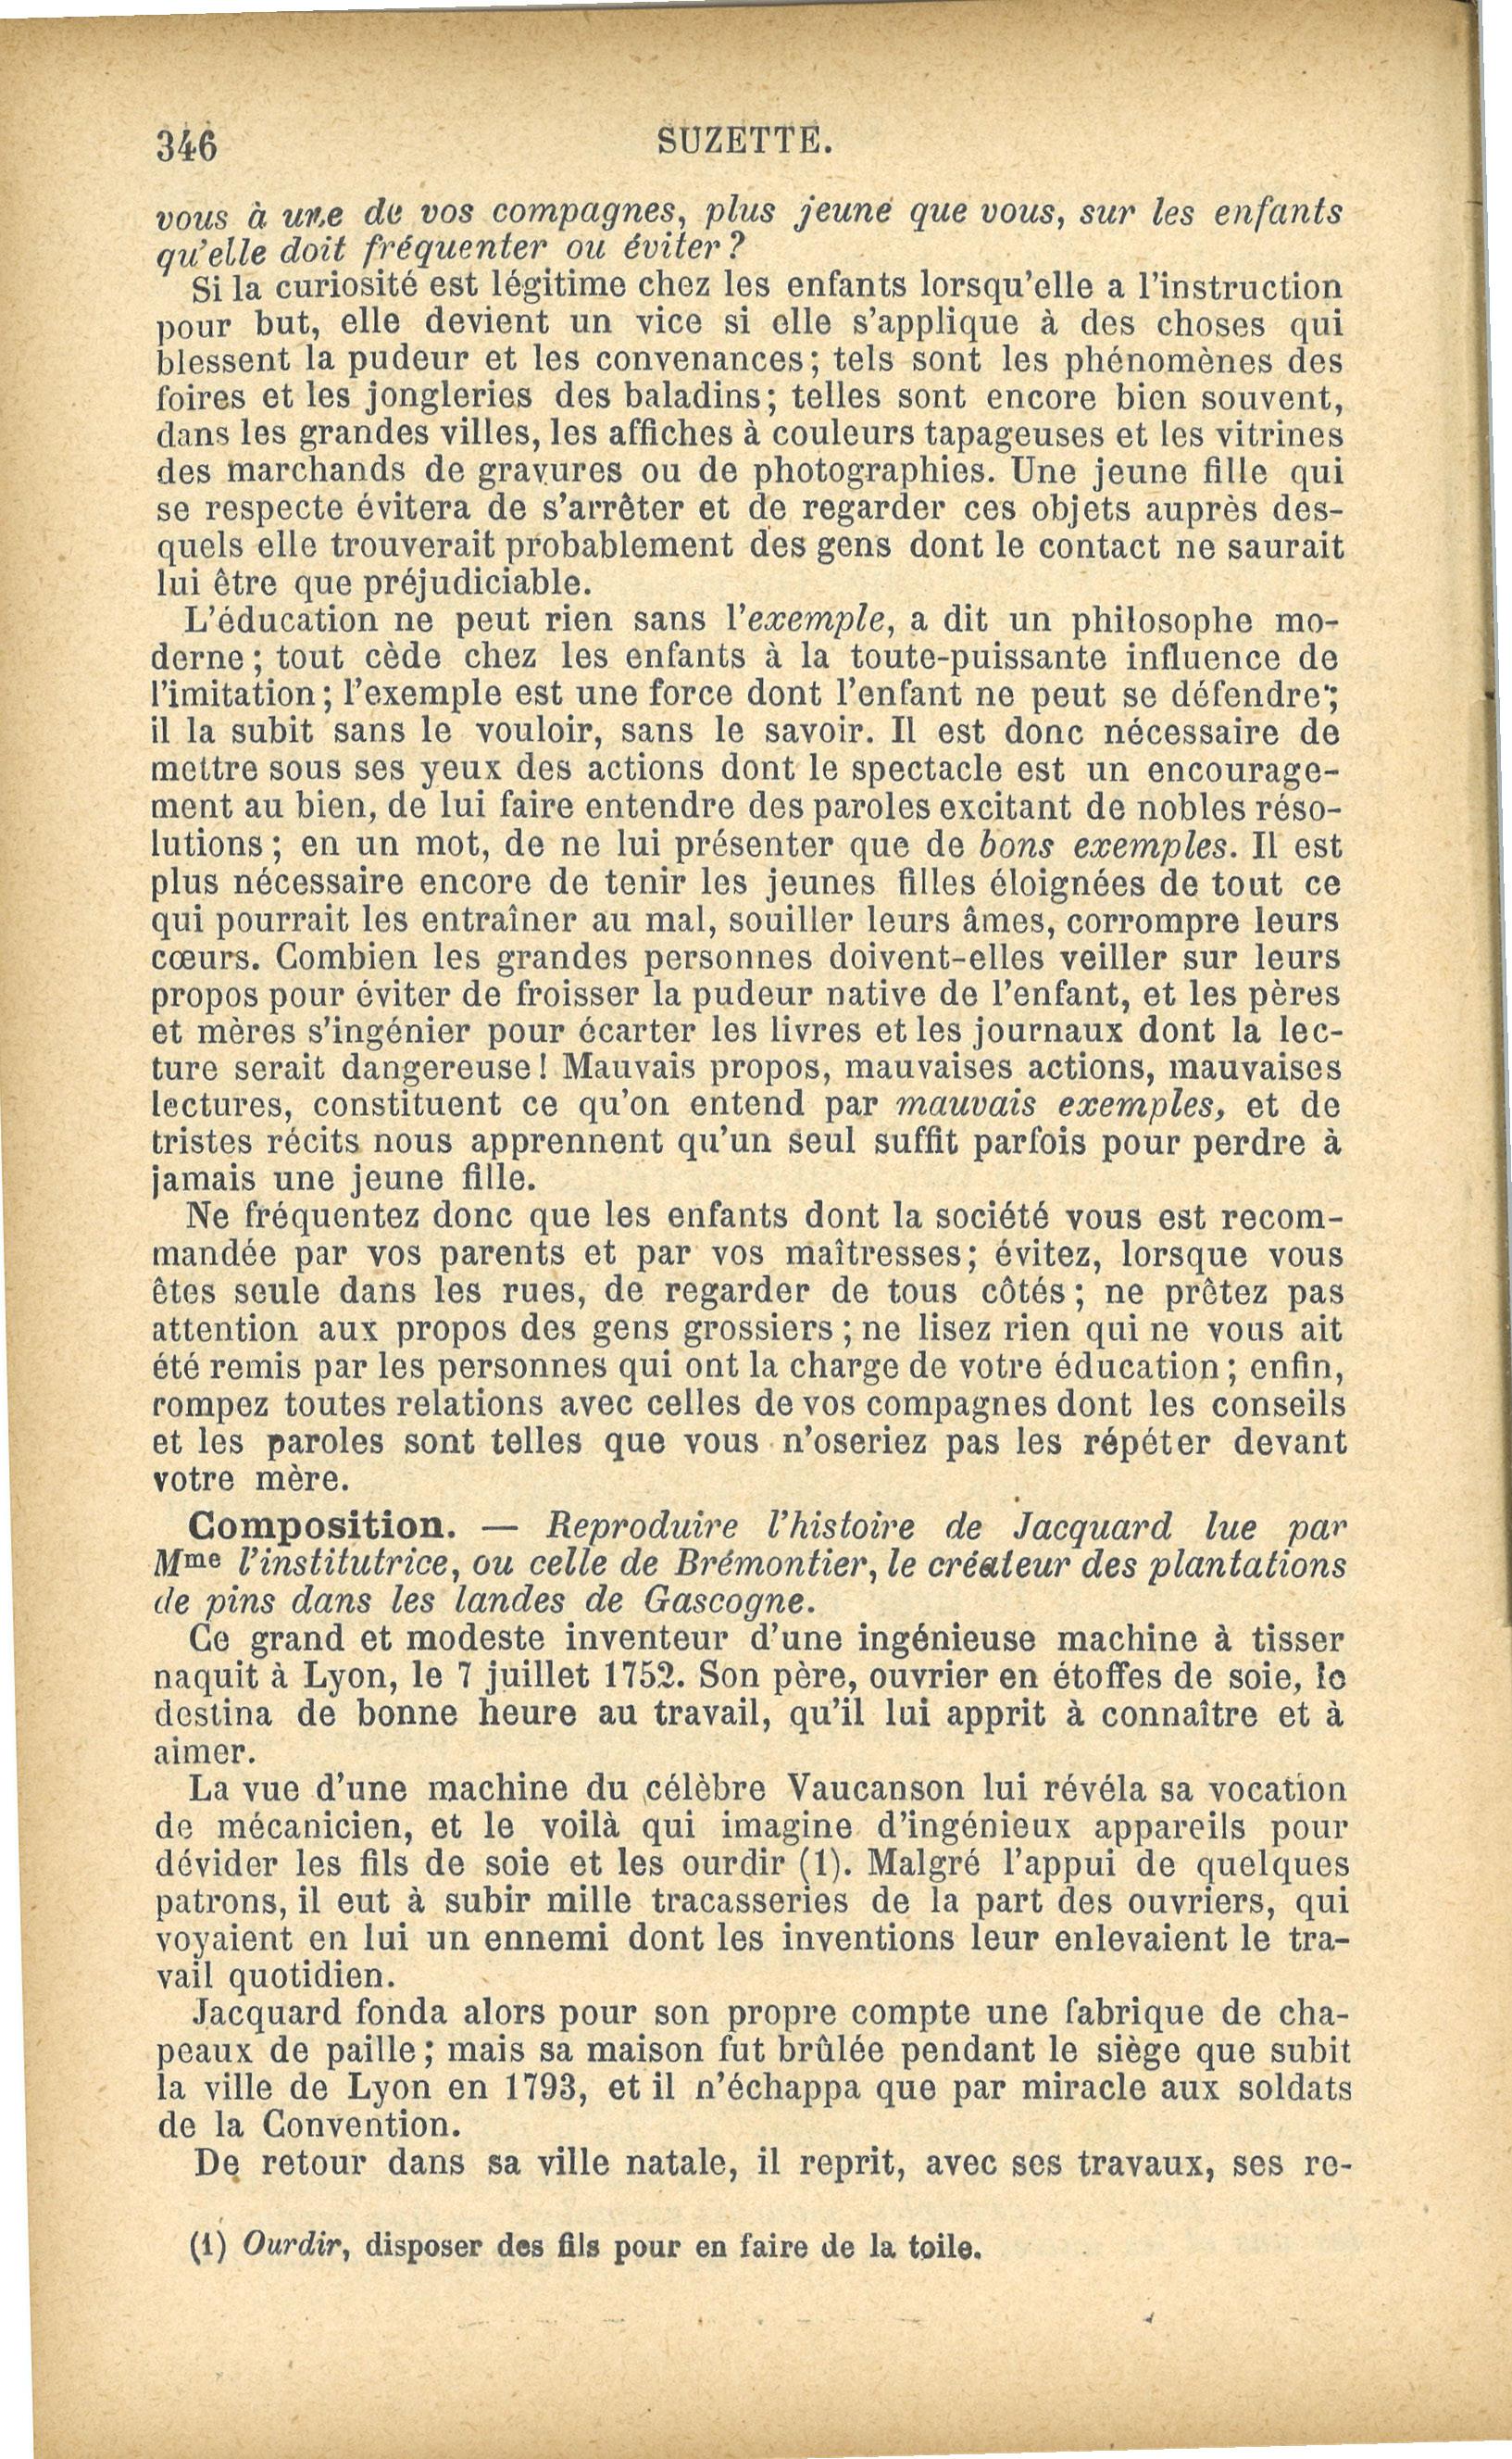 346
SUZETTE.
vous à une de vos compagnes, plus jeune que vous, sur les enfants
qu'elle doit fréquenter ou éviter?
Si la curiosité est légitime chez les enfants lorsqu'elle a l'instruction
pour but, elle devient un vice si elle s'applique à des choses qui
blessent la pudeur et les convenances; tels sont les phénomènes des
foires et les jongleries des baladins; telles sont encore bien souvent,
dans les grandes villes, les affiches à couleurs tapageuses et les vitrines
des marchands de gravures ou de photographies. Une jeune fille qui
se respecte évitera de s'arrêter et de regarder ces objets auprès des-
quels elle trouverait probablement des gens dont le contact ne saurait
lui être que préjudiciable.
L'éducation ne peut rien sans l'exemple, a dit un philosophe mo-
derne; tout cède chez les enfants à la toute-puissante influence de
l'imitation; l'exemple est une force dont l'enfant ne peut se défendre;
il la subit sans le vouloir, sans le savoir. Il est donc nécessaire de
mettre sous ses yeux des actions dont le spectacle est un encourage-
ment au bien, de lui faire entendre des paroles excitant de nobles réso-
lutions; en un mot, de ne lui présenter que de bons exemples. Il est
plus nécessaire encore de tenir les jeunes filles éloignées de tout ce
qui pourrait les entraîner au mal, souiller leurs âmes, corrompre leurs
cœurs. Combien les grandes personnes doivent-elles veiller sur leurs
propos pour éviter de froisser la pudeur native de l'enfant, et les pères
et mères s'ingénier pour écarter les livres et les journaux dont la lec-
ture serait dangereuse! Mauvais propos, mauvaises actions, mauvaises
lectures, constituent ce qu'on entend par mauvais exemples, et de
tristes récits nous apprennent qu'un seul suffit parfois pour perdre à
jamais une jeune fille.
Ne fréquentez donc que les enfants dont la société vous est recom-
mandée par vos parents et par vos maîtresses; évitez, lorsque vous
êtes seule dans les rues, de regarder de tous côtés; ne prêtez pas
attention aux propos des gens grossiers; ne lisez rien qui ne vous ait
été remis par les personnes qui ont la charge de votre éducation; enfin,
rompez toutes relations avec celles de vos compagnes dont les conseils
et les paroles sont telles que vous n'oseriez pas les répéter devant
votre mère.
Composition. — Reproduire l'histoire de Jacquard lue par
Mme l'institutrice, ou celle de Brémontier, le créateur des plantations
de pins dans les landes de Gascogne.
Ce grand et modeste inventeur d'une ingénieuse machine à tisser
naquit à Lyon, le 7 juillet 1752. Son père, ouvrier en étoffes de soie, le
destina de bonne heure au travail, qu'il lui apprit à connaître et à
aimer.
La vue d'une machine du célèbre Vaucanson lui révéla sa vocation
de mécanicien, et le voilà qui imagine d'ingénieux appareils pour
dévider les fils de soie et les ourdir (1). Malgré l'appui de quelques
patrons, il eut à subir mille tracasseries de la part des ouvriers, qui
voyaient en lui un ennemi dont les inventions leur enlevaient le tra-
vail quotidien.
Jacquard fonda alors pour son propre compte une fabrique de cha-
peaux de paille; mais sa maison fut brûlée pendant le siège que subit
la ville de Lyon en 1793, et il n'échappa que par miracle aux soldats
de la Convention.
De retour dans sa ville natale, il reprit, avec ses travaux, ses re-
(1) Ourdir, disposer des fils pour en faire de la toile.